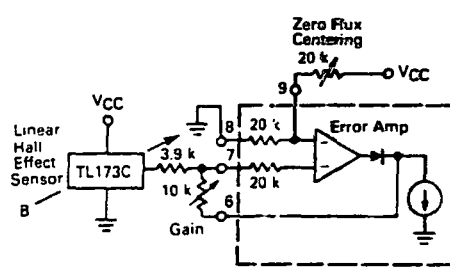 Zero Flux
Centering
20 k
VCC
9
VCC
8
20 k
Error Amp
Linear
Hall
Effect
Sensor
TL173C
3.9 k
7
10 k
20 k
B
6
Gain